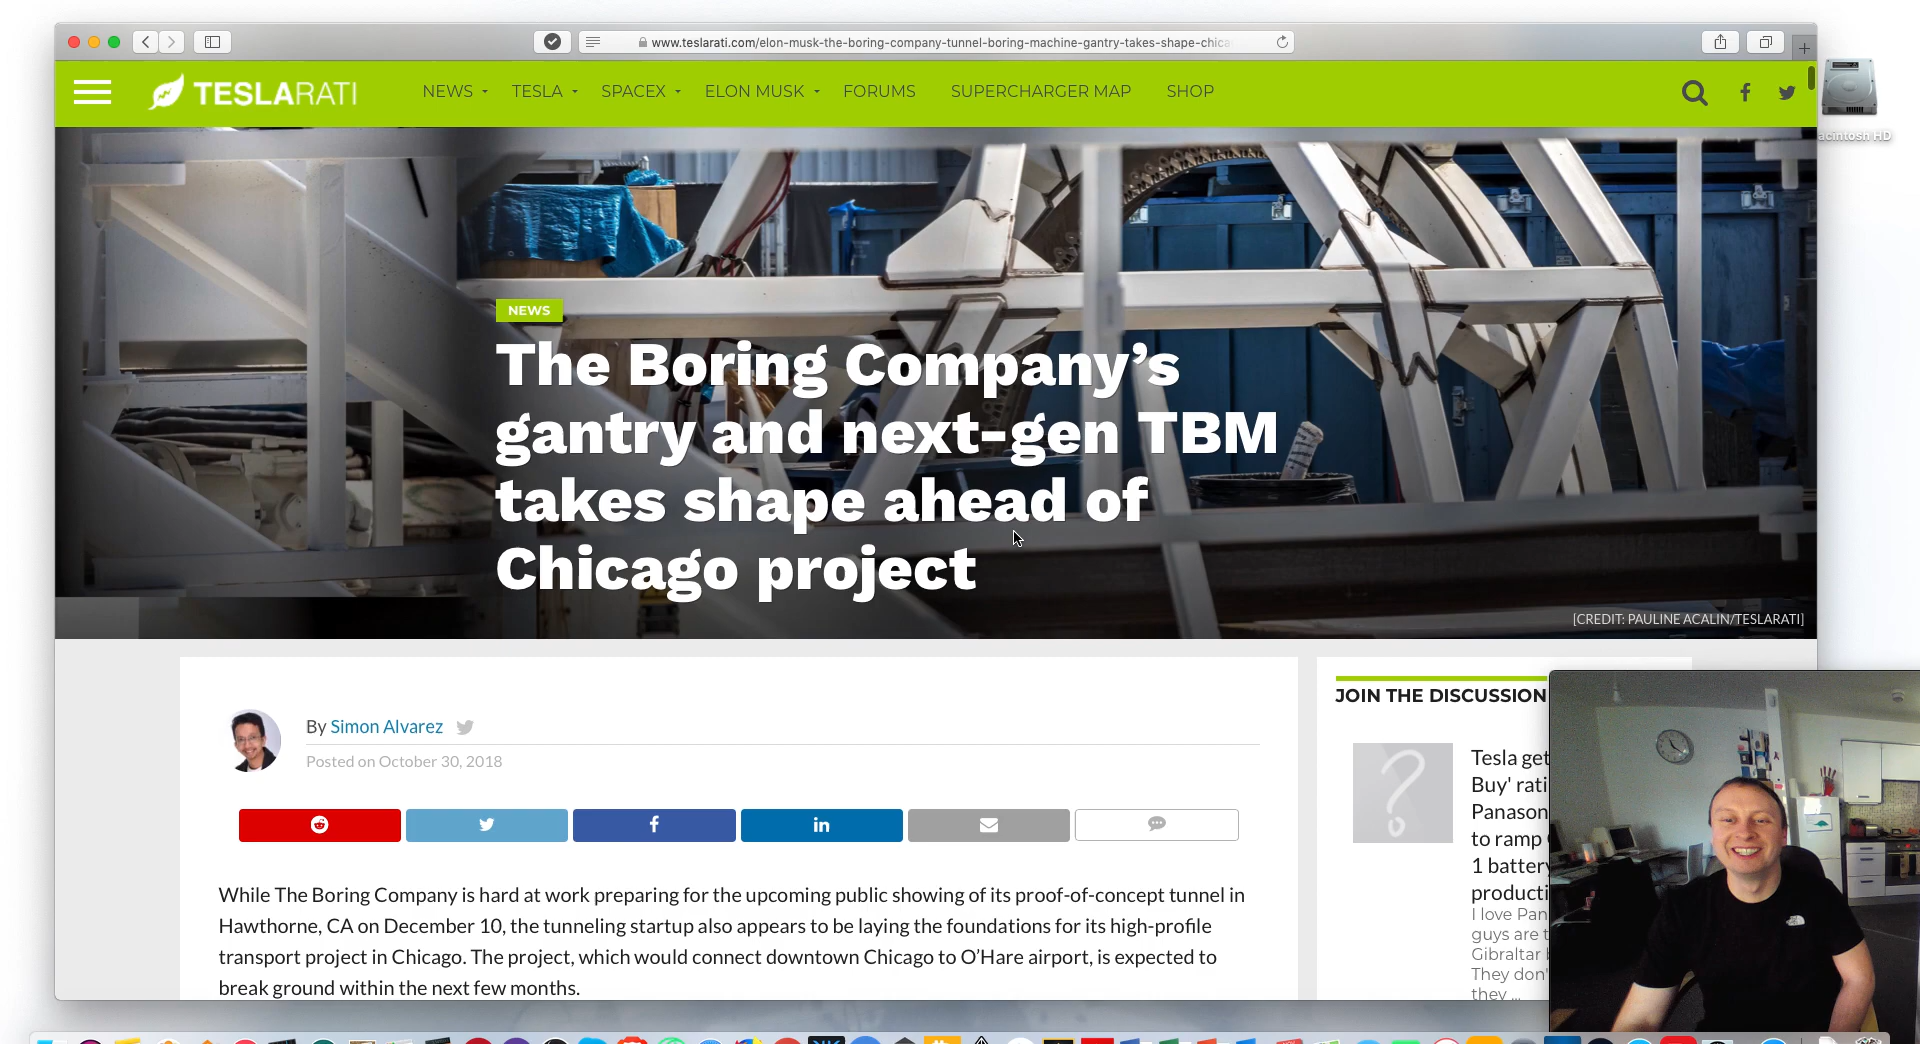 www.teslarati.com/elon-musk-the-boring-company-tunnel-boring-machine-gantry-takes-shape-chica
TESLARATI
NEWS TESLA SPACEX ELON MUSK FORUMS SUPERCHARGER MAP SHOP
acintosh HD
NEWS
The Boring Company’s
gantry and next-gen TBM
takes shape ahead of
Chicago project
[CREDIT: PAULINE ACALIN/TESLARATI]
By Simon Alvarez
Posted on October 30, 2018
While The Boring Company is hard at work preparing for the upcoming public showing of its proof-of-concept tunnel in
Hawthorne, CA on December 10, the tunneling startup also appears to be laying the foundations for its high-profile
transport project in Chicago. The project, which would connect downtown Chicago to O’Hare airport, is expected to
break ground within the next few months.
JOIN THE DISCUSSION
Tesla get
Buy' rati
Panason
to ramp
1 battery
producti
I love Pan
guys are t
Gibraltar
They don'
they ...